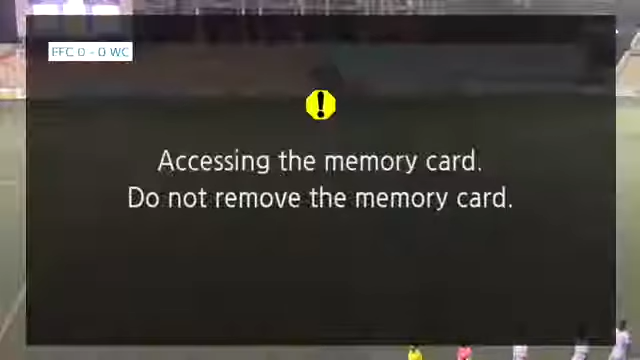 EFC 0 - 0 WC
Accessing the memory card.
Do not remove the memory card.